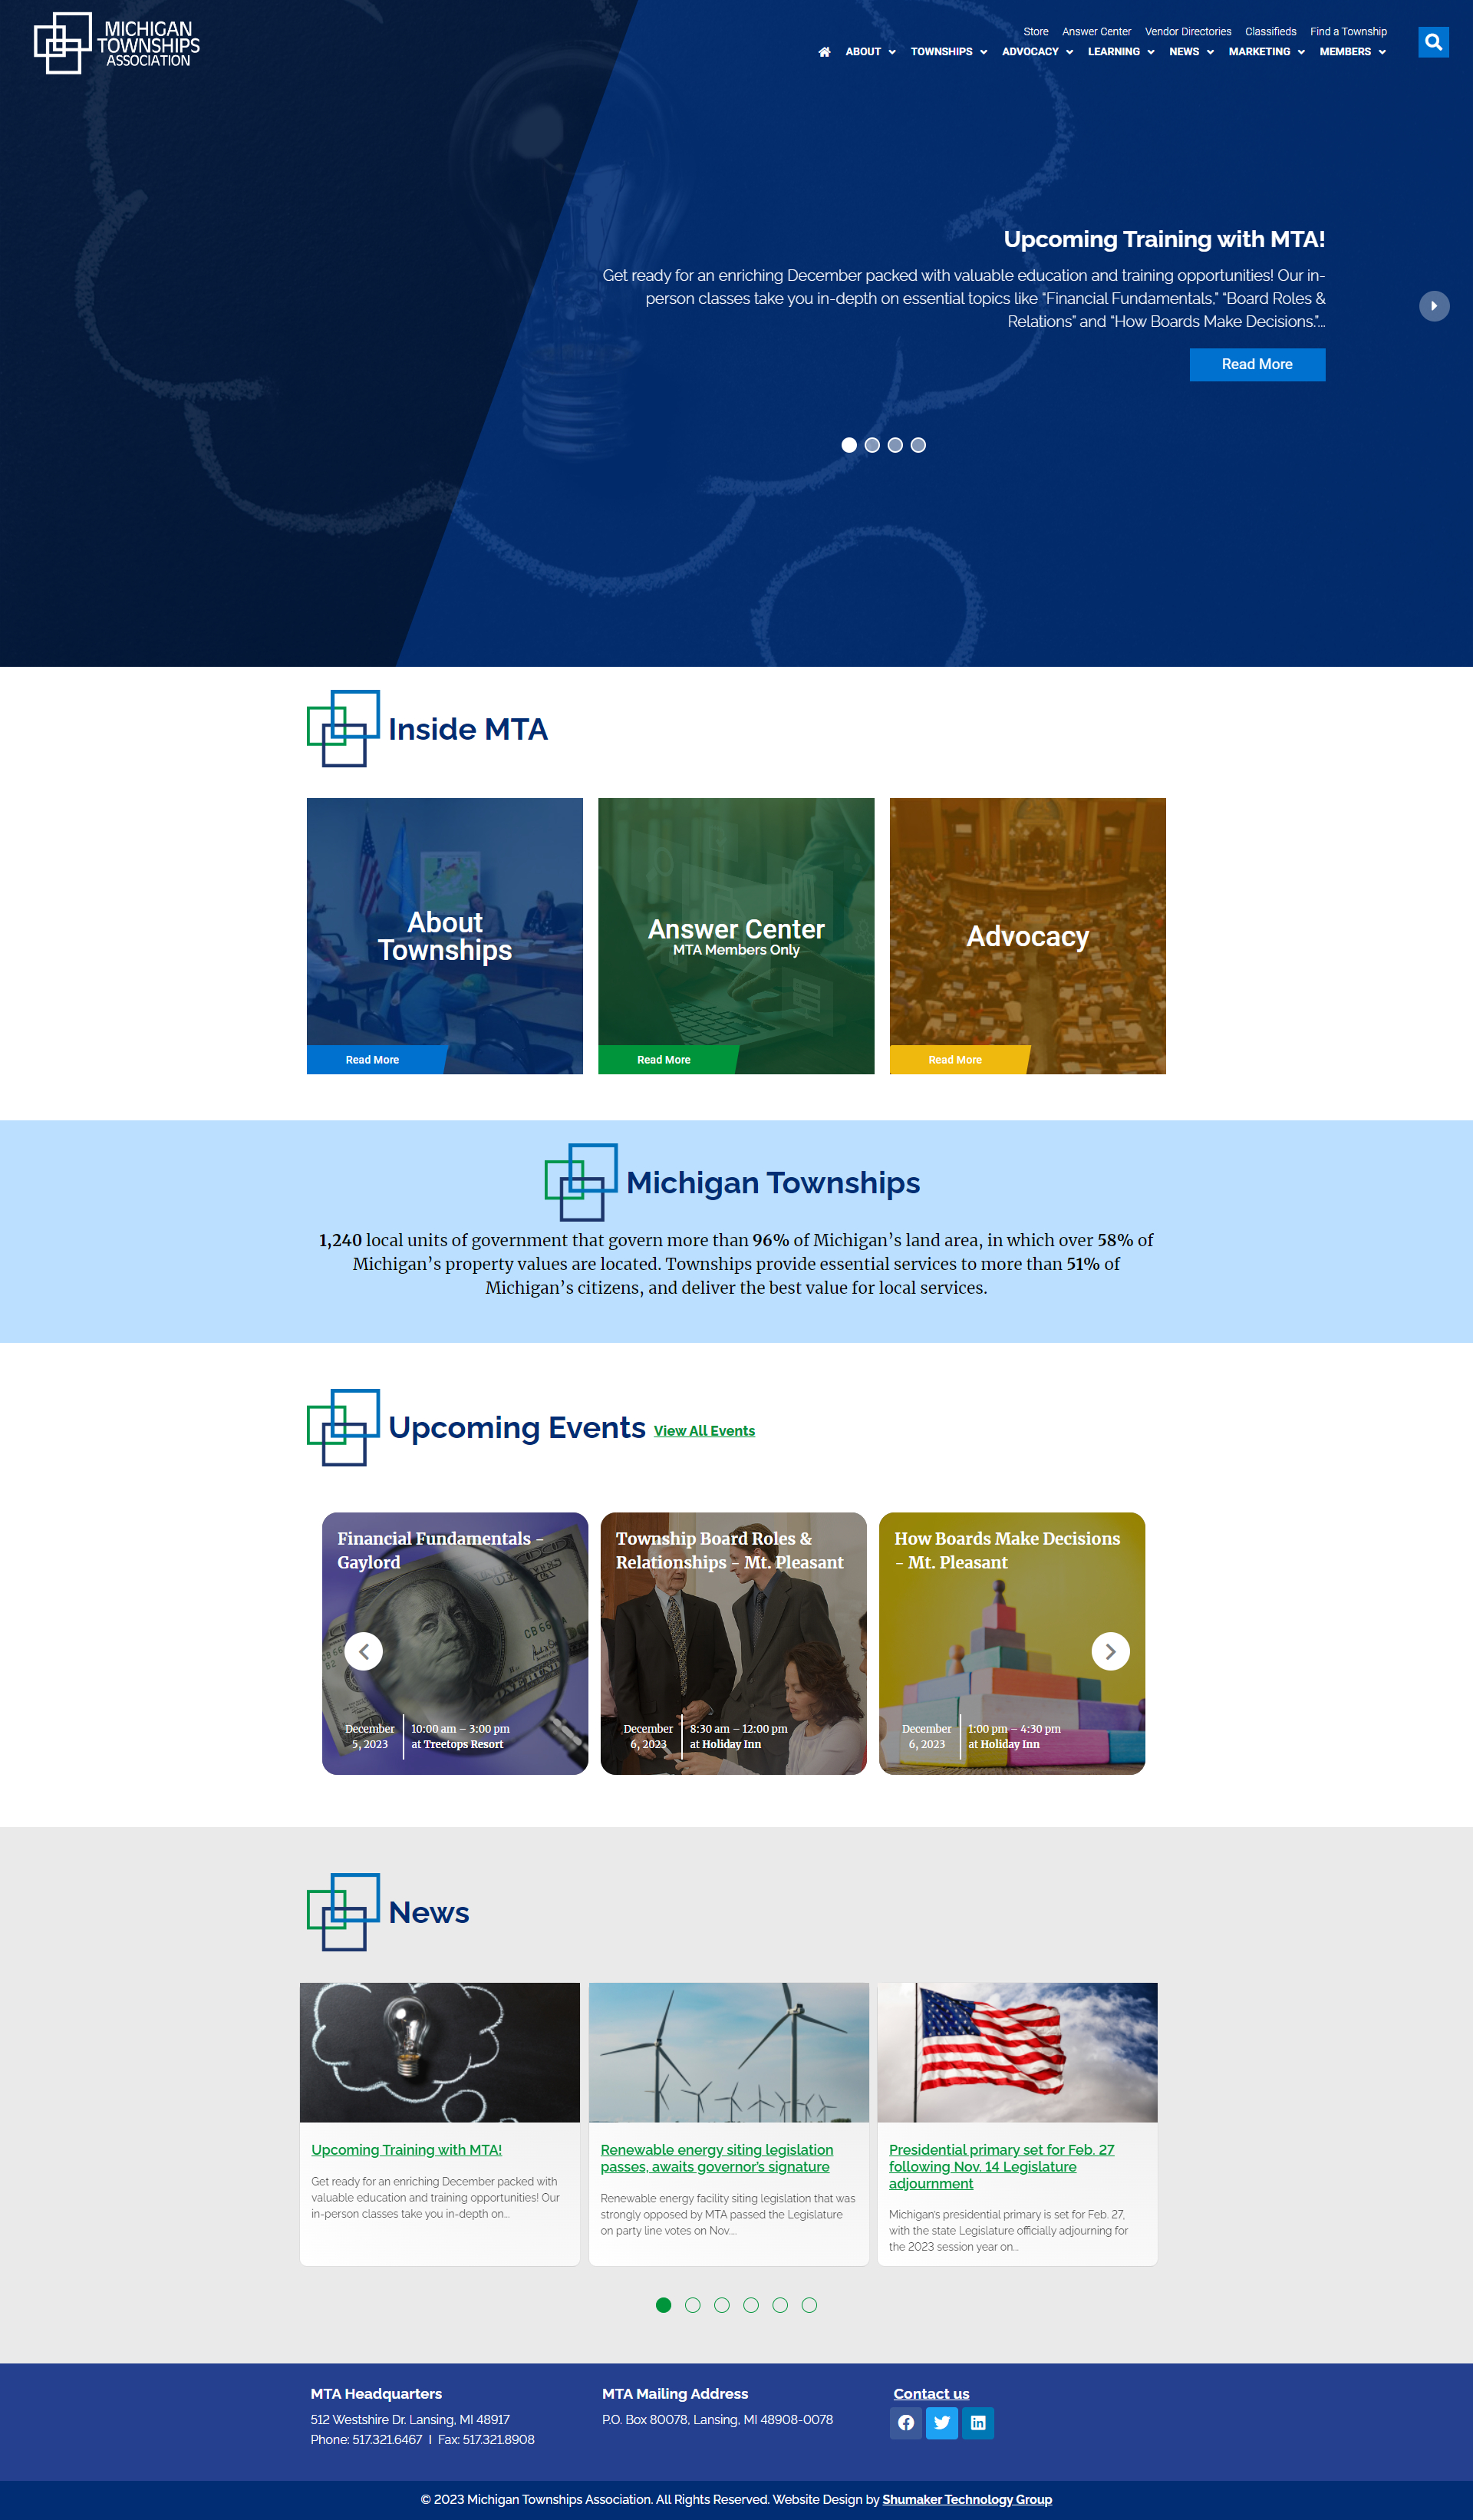 MICHIGAN
TOWNSHIPS
ASSOCIATION
Store Answer Center Vendor Directories Classifieds Find a Township
ABOUT TOWNSHIPS ADVOCACY LEARNING NEWS MARKETING MEMBERS
Upcoming Training with MTA!
Get ready for an enriching December packed with valuable education and training opportunities! Our in-
person classes take you in-depth on essential topics like “Financial Fundamentals,” “Board Roles &
Relations” and “How Boards Make Decisions.”...
Read More
Inside MTA
About
Townships
Read More
Answer Center
MTA Members Only
Read More
Advocacy
Read More
Michigan Townships
1,240 local units of government that govern more than 96% of Michigan’s land area, in which over 58% of
Michigan’s property values are located. Townships provide essential services to more than 51% of
Michigan’s citizens, and deliver the best value for local services.
Upcoming Events View All Events
Financial Fundamentals -
Gaylord
December
5, 2023
10:00 am – 3:00 pm
at Treetops Resort
Township Board Roles &
Relationships - Mt. Pleasant
December
6, 2023
8:30 am – 12:00 pm
at Holiday Inn
How Boards Make Decisions
- Mt. Pleasant
December
6, 2023
1:00 pm – 4:30 pm
at Holiday Inn
News
Upcoming Training with MTA!
Get ready for an enriching December packed with
valuable education and training opportunities! Our
in-person classes take you in-depth on...
Renewable energy siting legislation
passes, awaits governor’s signature
Renewable energy facility siting legislation that was
strongly opposed by MTA passed the Legislature
on party line votes on Nov....
Presidential primary set for Feb. 27
following Nov. 14 Legislature
adjournment
Michigan’s presidential primary is set for Feb. 27,
with the state Legislature officially adjourning for
the 2023 session year on...
MTA Headquarters
512 Westshire Dr. Lansing, MI 48917
Phone: 517.321.6467 | Fax: 517.321.8908
MTA Mailing Address
P.O. Box 80078, Lansing, MI 48908-0078
Contact us
© 2023 Michigan Townships Association. All Rights Reserved. Website Design by Shumaker Technology Group